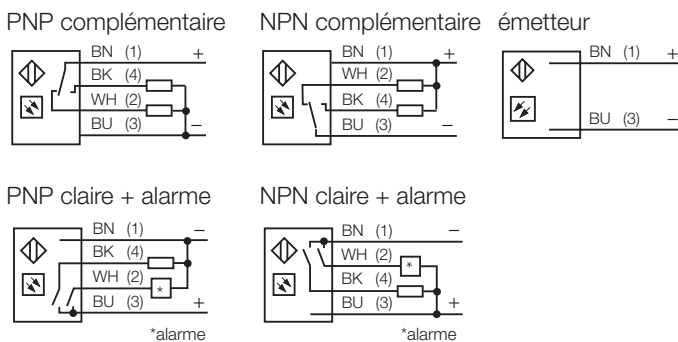 PNP complémentaire
BN (1) +
BK (4)
WH (2)
BU (3) −
NPN complémentaire
BN (1) +
WH (2)
BK (4)
BU (3) −
émetteur
BN (1) +
BU (3) −
PNP claire + alarme
BN (1) −
BK (4)
WH (2)
*
BU (3) +
*alarme
NPN claire + alarme
BN (1) −
WH (2)
*
BK (4)
BU (3) +
*alarme